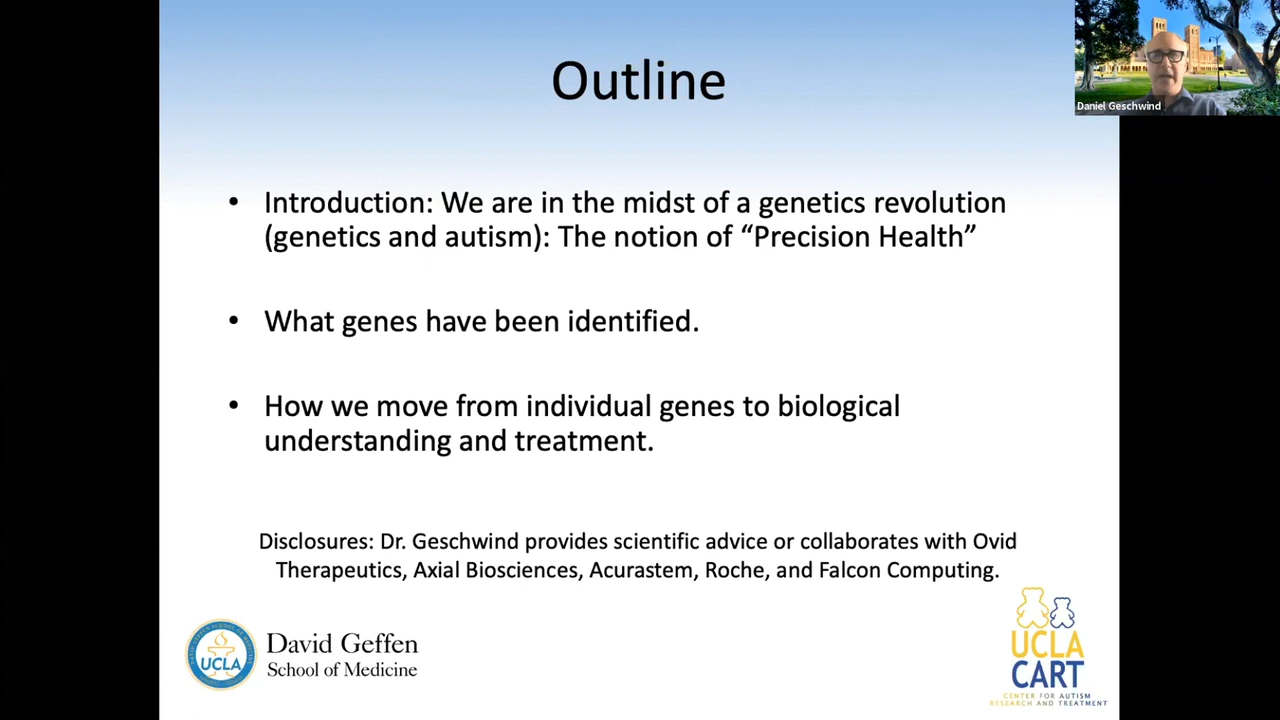 Outline
Daniel Geschwind
• Introduction: We are in the midst of a genetics revolution
(genetics and autism): The notion of “Precision Health”
• What genes have been identified.
• How we move from individual genes to biological
understanding and treatment.
Disclosures: Dr. Geschwind provides scientific advice or collaborates with Ovid
Therapeutics, Axial Biosciences, Acurastem, Roche, and Falcon Computing.
UCLA
David Geffen
School of Medicine
UCLA
CART
CENTER FOR AUTISM
RESEARCH AND TREATMENT